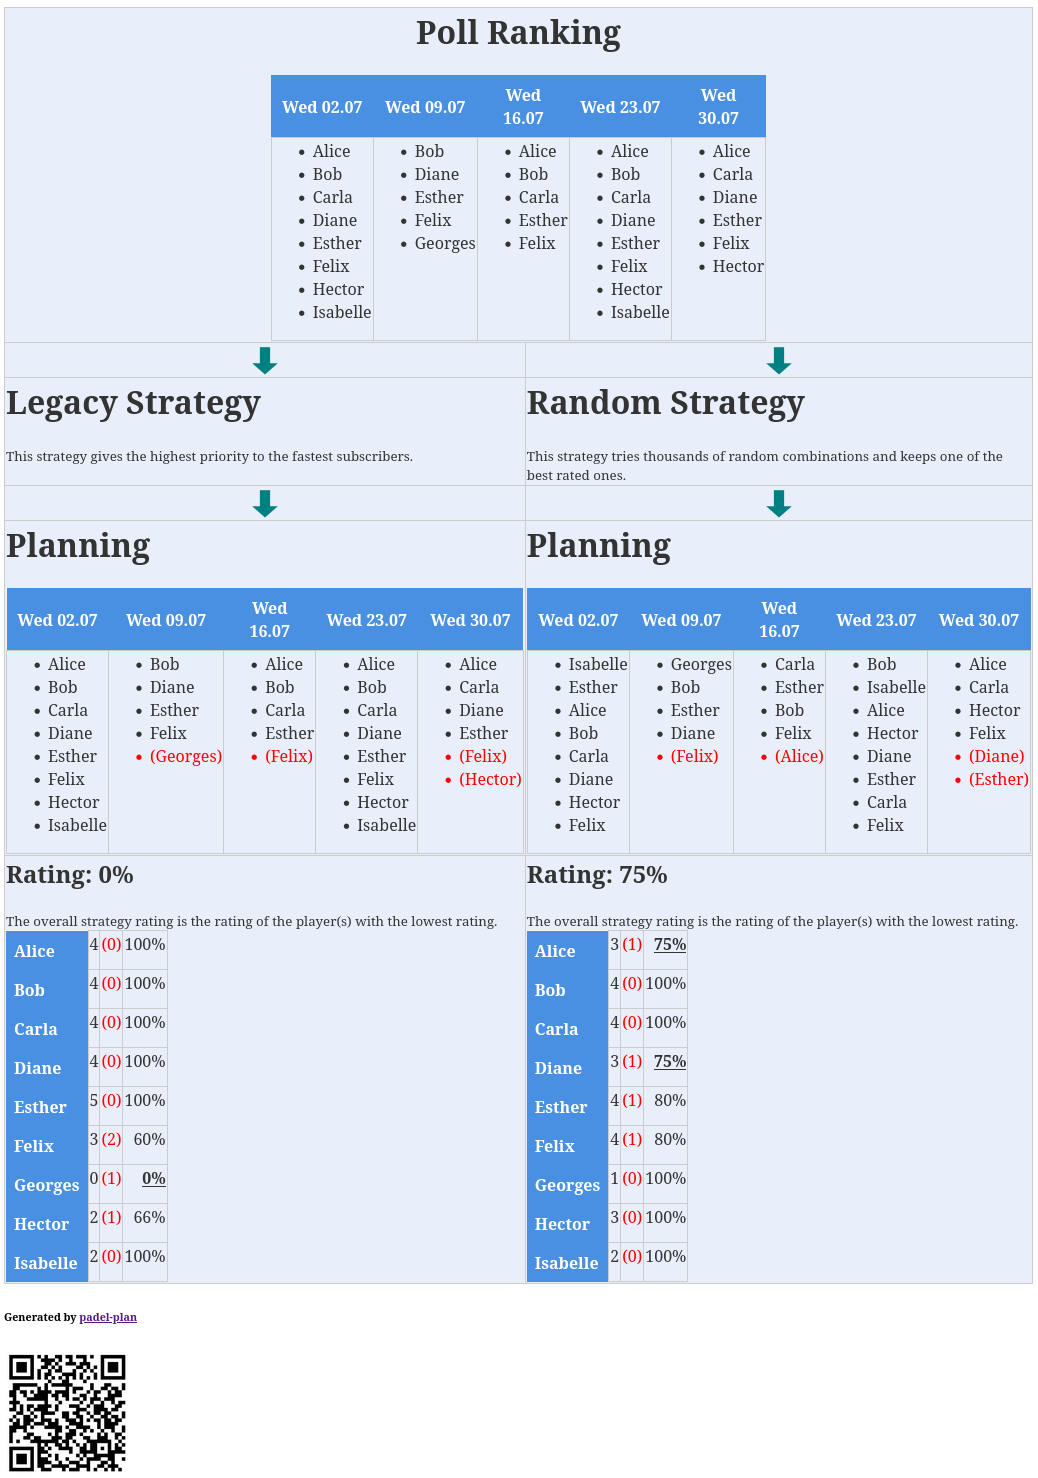 Poll Ranking
Wed 02.07 Wed 09.07 Wed 16.07 Wed 23.07 Wed 30.07
• Alice • Bob • Alice • Alice • Alice
• Bob • Diane • Bob • Bob • Carla
• Carla • Esther • Carla • Carla • Diane
• Diane • Felix • Esther • Diane • Esther
• Esther • Georges • Felix • Esther • Felix
• Felix • Felix • Hector
• Hector • Hector
• Isabelle • Isabelle
Legacy Strategy
This strategy gives the highest priority to the fastest subscribers.
Random Strategy
This strategy tries thousands of random combinations and keeps one of the
best rated ones.
Planning
Wed 02.07 Wed 09.07 Wed 16.07 Wed 23.07 Wed 30.07
• Alice • Bob • Alice • Alice • Alice
• Bob • Diane • Bob • Bob • Carla
• Carla • Esther • Carla • Carla • Diane
• Diane • Felix • Esther • Diane • Esther
• Esther • (Georges) • (Felix) • Esther • (Felix)
• Felix • Felix • (Hector)
• Hector • Hector
• Isabelle • Isabelle
Planning
Wed 02.07 Wed 09.07 Wed 16.07 Wed 23.07 Wed 30.07
• Isabelle • Georges • Carla • Bob • Alice
• Esther • Bob • Esther • Isabelle • Carla
• Alice • Esther • Bob • Alice • Hector
• Bob • Diane • Felix • Hector • Felix
• Carla • (Felix) • (Alice) • Diane • (Diane)
• Diane • Esther • (Esther)
• Hector • Carla
• Felix • Felix
Rating: 0%
The overall strategy rating is the rating of the player(s) with the lowest rating.
Alice 4 (0) 100%
Bob 4 (0) 100%
Carla 4 (0) 100%
Diane 4 (0) 100%
Esther 5 (0) 100%
Felix 3 (2) 60%
Georges 0 (1) 0%
Hector 2 (1) 66%
Isabelle 2 (0) 100%
Rating: 75%
The overall strategy rating is the rating of the player(s) with the lowest rating.
Alice 3 (1) 75%
Bob 4 (0) 100%
Carla 4 (0) 100%
Diane 3 (1) 75%
Esther 4 (1) 80%
Felix 4 (1) 80%
Georges 1 (0) 100%
Hector 3 (0) 100%
Isabelle 2 (0) 100%
Generated by padel-plan